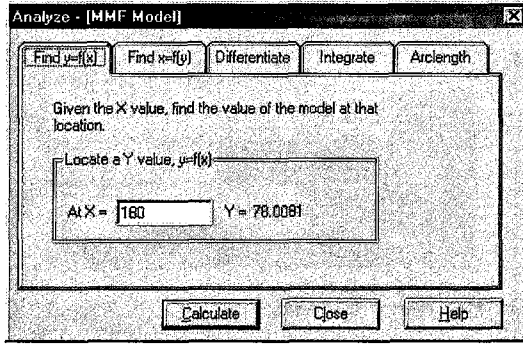 Analyze - [MMF Model]
Find y=f(x) Find x=f(y) Differentiate Integrate Arclength
Given the X value, find the value of the model at that
location.
Locate a Y value, y=f(x)
At X = 180 Y = 78.0081
Calculate Close Help